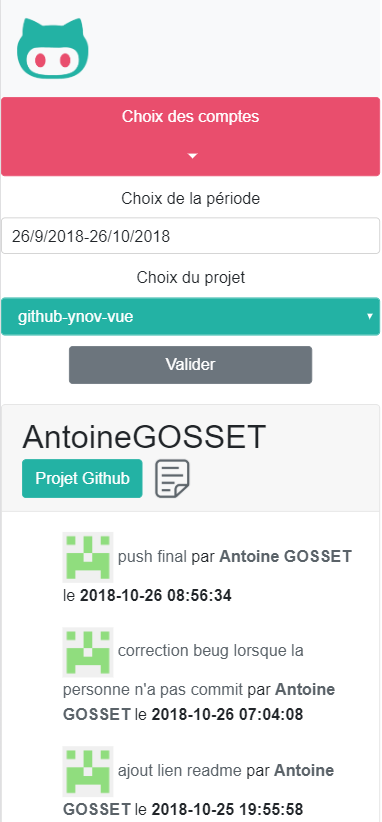 Choix des comptes
Choix de la période
26/9/2018-26/10/2018
Choix du projet
github-ynov-vue
Valider
AntoineGOSSET
Projet Github
push final par Antoine GOSSET
le 2018-10-26 08:56:34
correction beug lorsque la
personne n'a pas commit par Antoine
GOSSET le 2018-10-26 07:04:08
ajout lien readme par Antoine
GOSSET le 2018-10-25 19:55:58